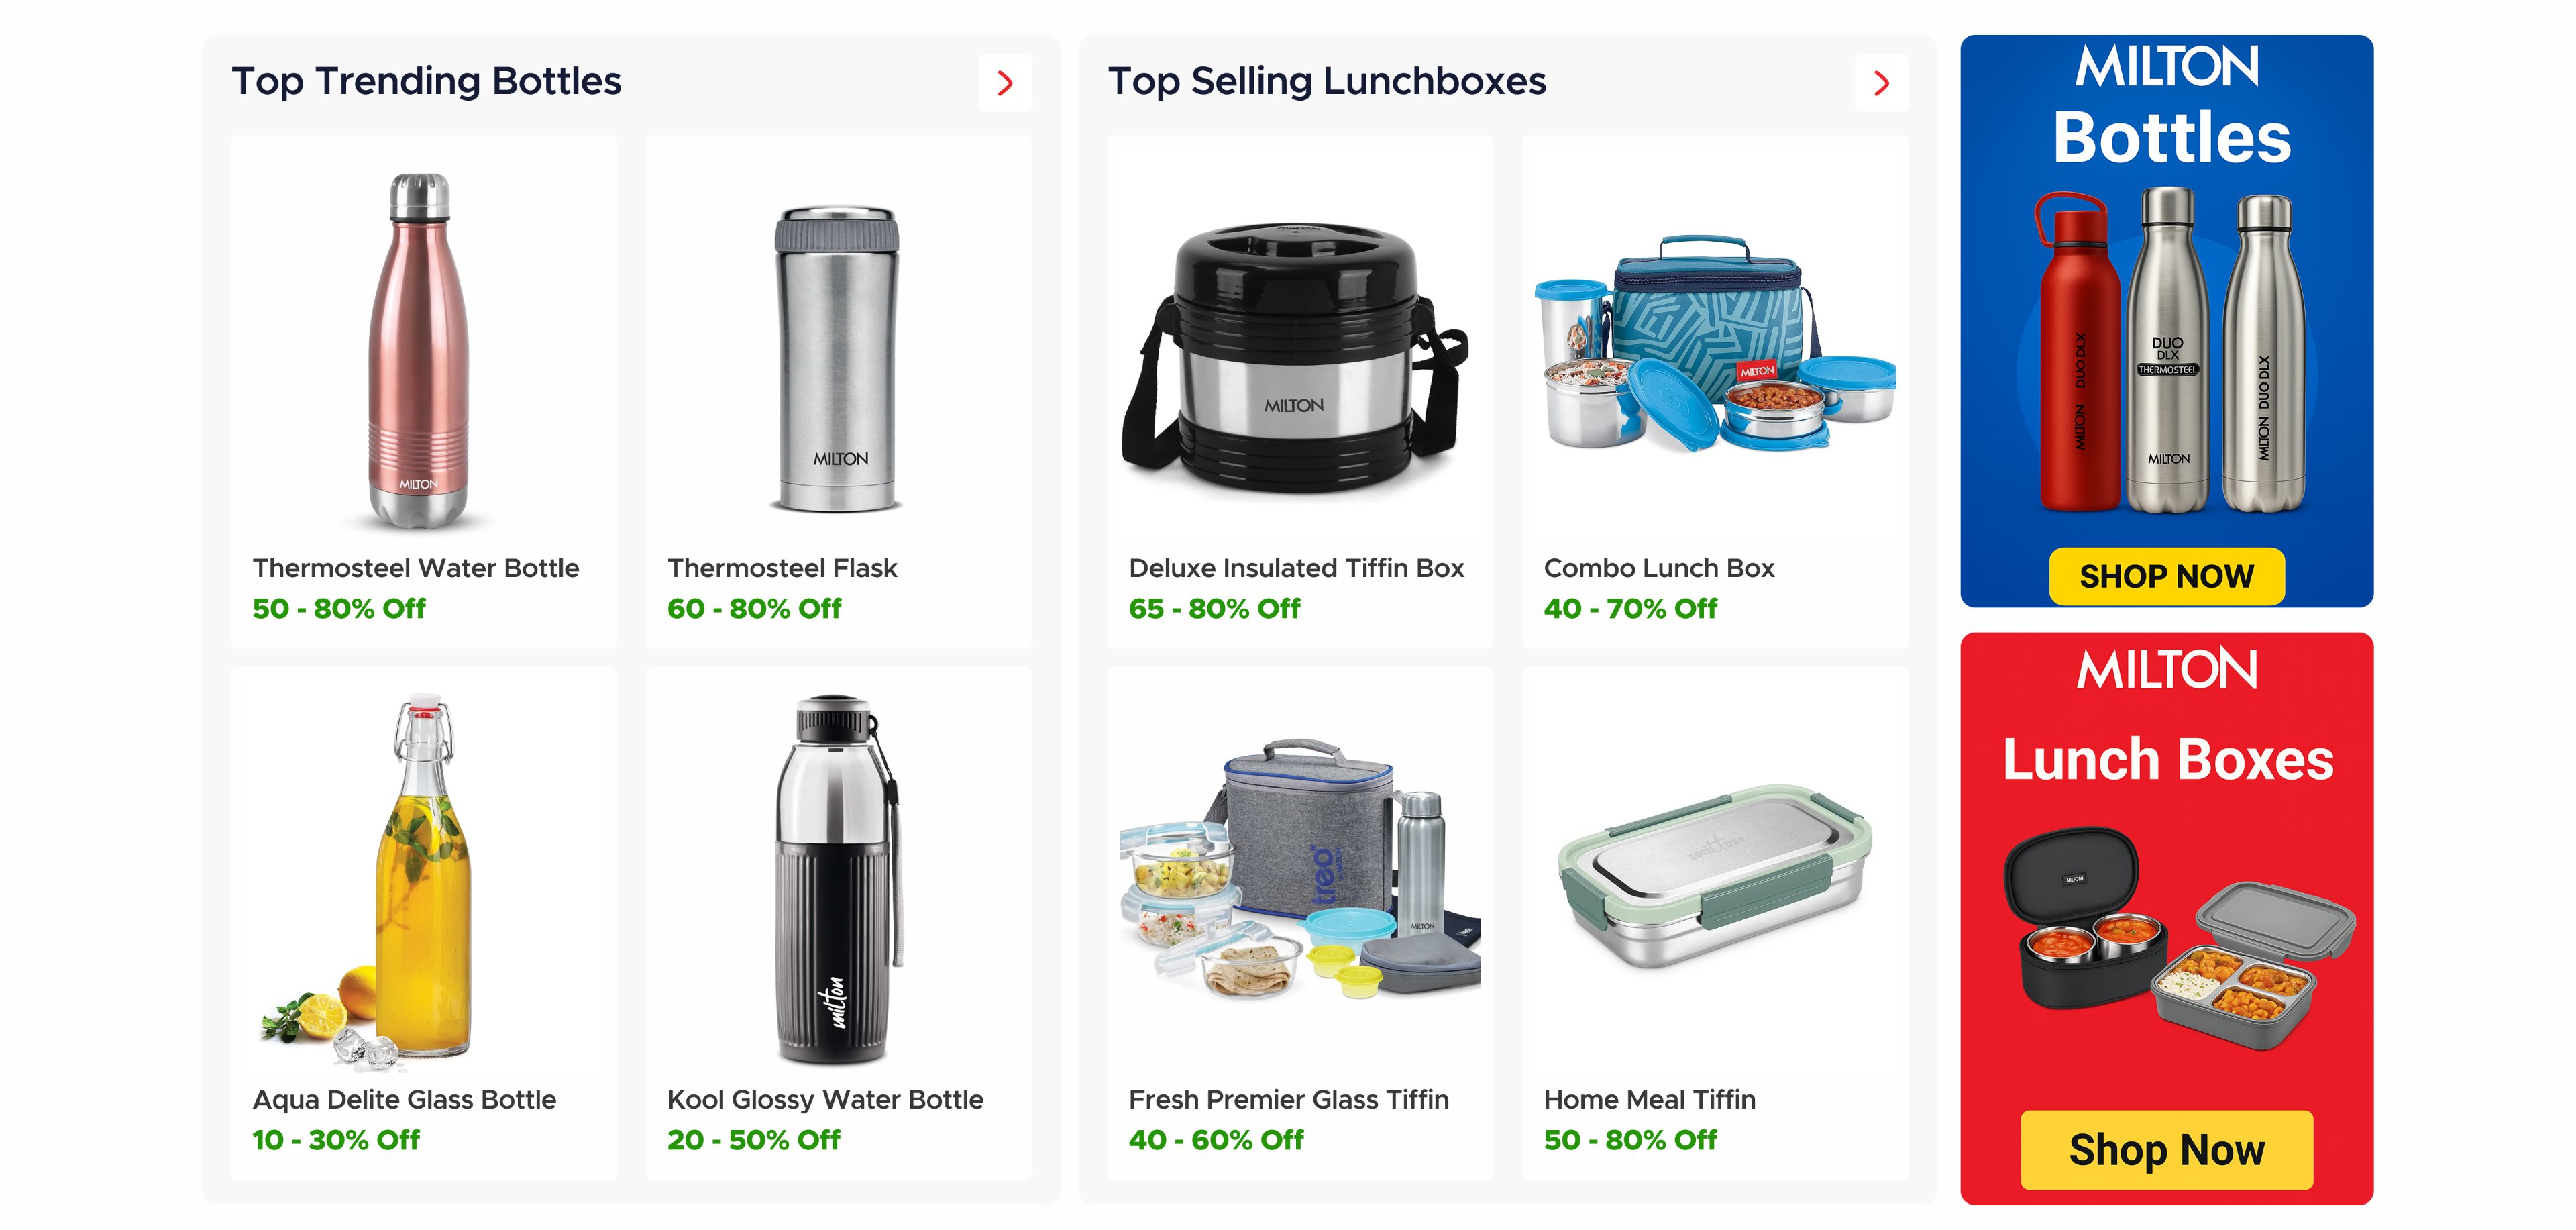 Top Trending Bottles
MILTON
Thermosteel Water Bottle
50 - 80% Off
MILTON
Thermosteel Flask
60 - 80% Off
Aqua Delite Glass Bottle
10 - 30% Off
milton
Kool Glossy Water Bottle
20 - 50% Off
Top Selling Lunchboxes
MILTON
Deluxe Insulated Tiffin Box
65 - 80% Off
MILTON
Combo Lunch Box
40 - 70% Off
treo
MILTON
Fresh Premier Glass Tiffin
40 - 60% Off
milton
Home Meal Tiffin
50 - 80% Off
MILTON
Bottles
MILTON DUO DLX
DUO
DLX
THERMOSTEEL
MILTON
MILTON DUO DLX
SHOP NOW
MILTON
Lunch Boxes
MILTON
Shop Now